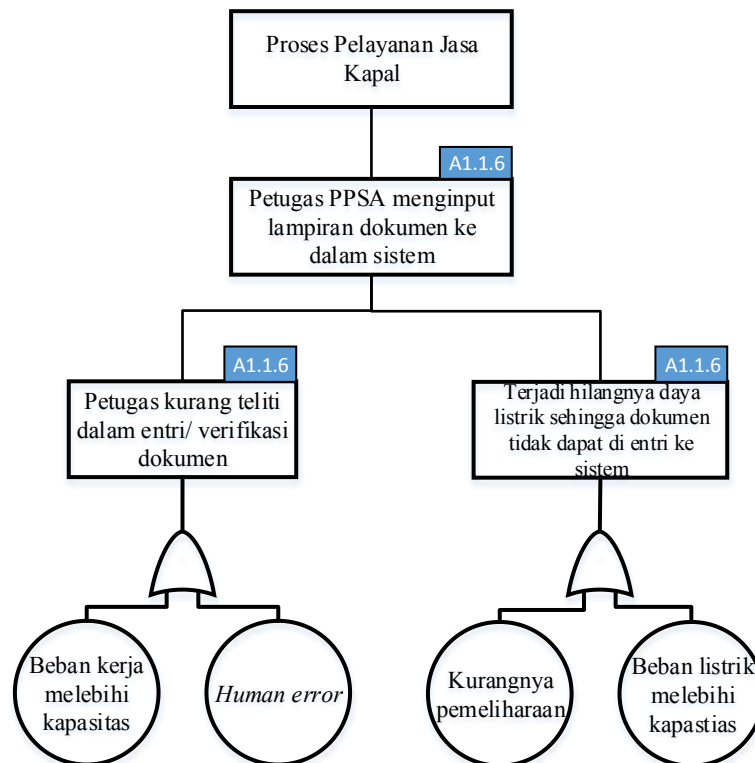 Proses Pelayanan Jasa
Kapal
A1.1.6
Petugas PPSA menginput
lampiran dokumen ke
dalam sistem
A1.1.6
Petugas kurang teliti
dalam entri/ verifikasi
dokumen
A1.1.6
Terjadi hilangnya daya
listrik sehingga dokumen
tidak dapat di entri ke
sistem
Beban kerja
melebihi
kapasitas
Human error
Kurangnya
pemeliharaan
Beban listrik
melebihi
kapastias